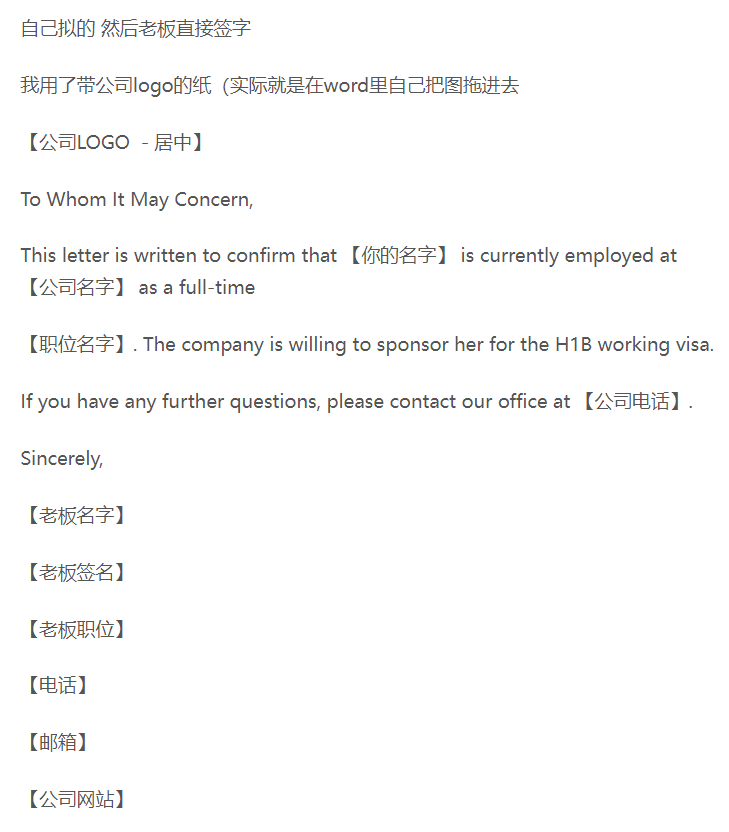 自己拟的 然后老板直接签字
我用了带公司logo的纸（实际就是在word里自己把图拖进去
【公司LOGO - 居中】
To Whom It May Concern,
This letter is written to confirm that 【你的名字】 is currently employed at
【公司名字】 as a full-time
【职位名字】. The company is willing to sponsor her for the H1B working visa.
If you have any further questions, please contact our office at 【公司电话】.
Sincerely,
【老板名字】
【老板签名】
【老板职位】
【电话】
【邮箱】
【公司网站】